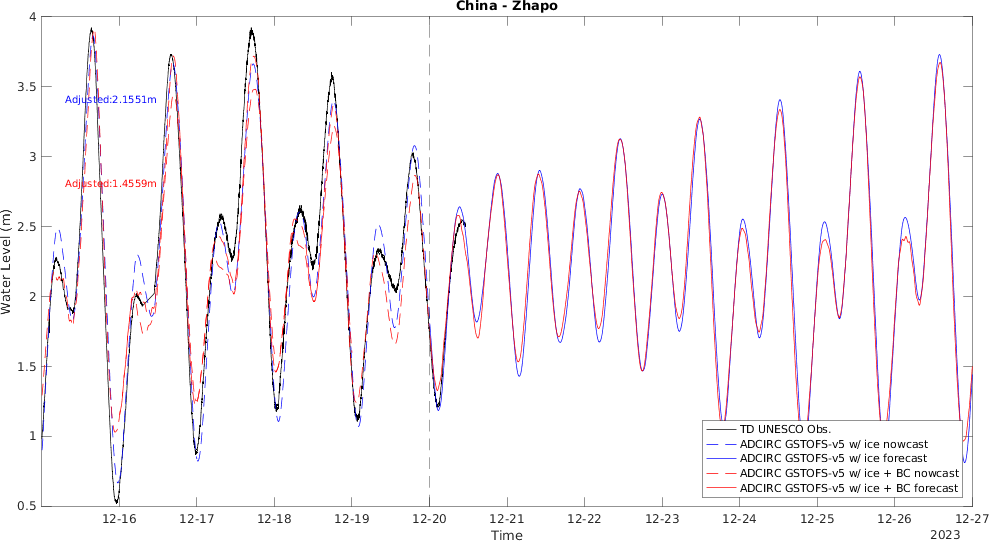 China - Zhapo
4
3.5
3
2.5
2
1.5
1
0.5
Water Level (m)
Adjusted:2.1551m
Adjusted:1.4559m
TD UNESCO Obs.
ADCIRC GSTOFS-v5 w/ ice nowcast
ADCIRC GSTOFS-v5 w/ ice forecast
ADCIRC GSTOFS-v5 w/ ice + BC nowcast
ADCIRC GSTOFS-v5 w/ ice + BC forecast
12-16 12-17 12-18 12-19 12-20 12-21 12-22 12-23 12-24 12-25 12-26 12-27
Time
2023